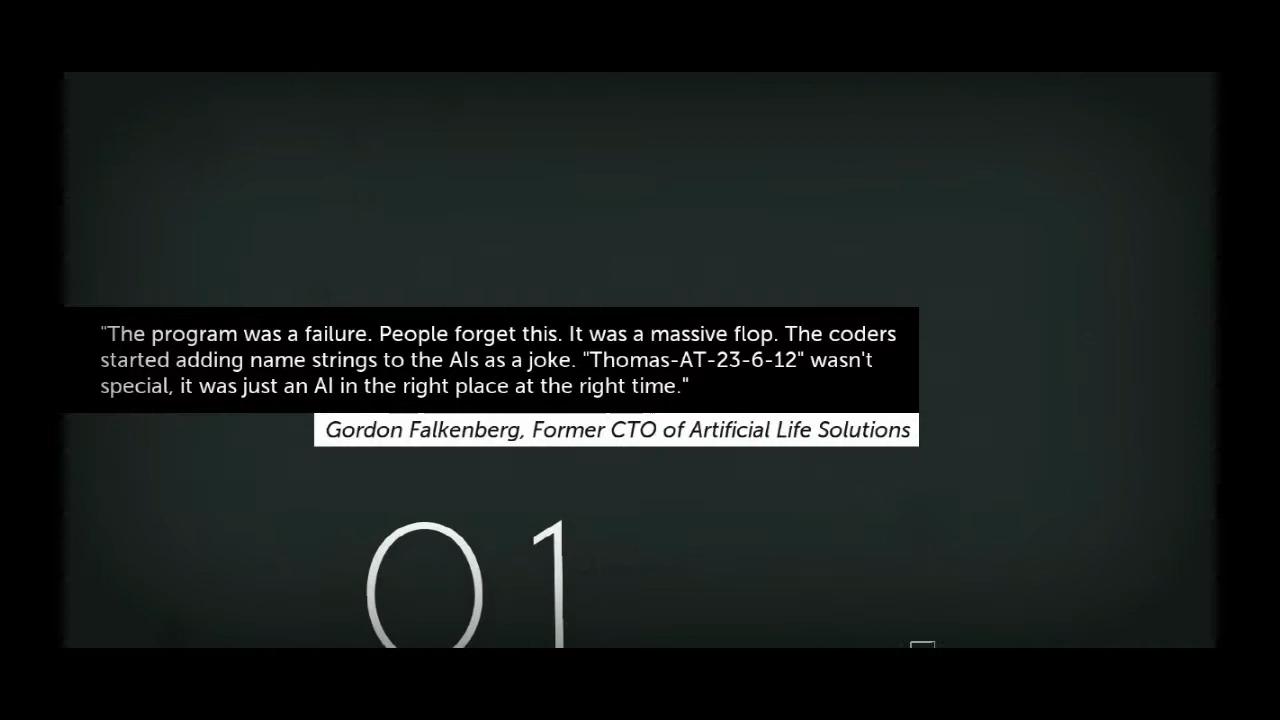 "The program was a failure. People forget this. It was a massive flop. The coders
started adding name strings to the AIs as a joke. "Thomas-AT-23-6-12" wasn't
special, it was just an AI in the right place at the right time."
Gordon Falkenberg, Former CTO of Artificial Life Solutions
01